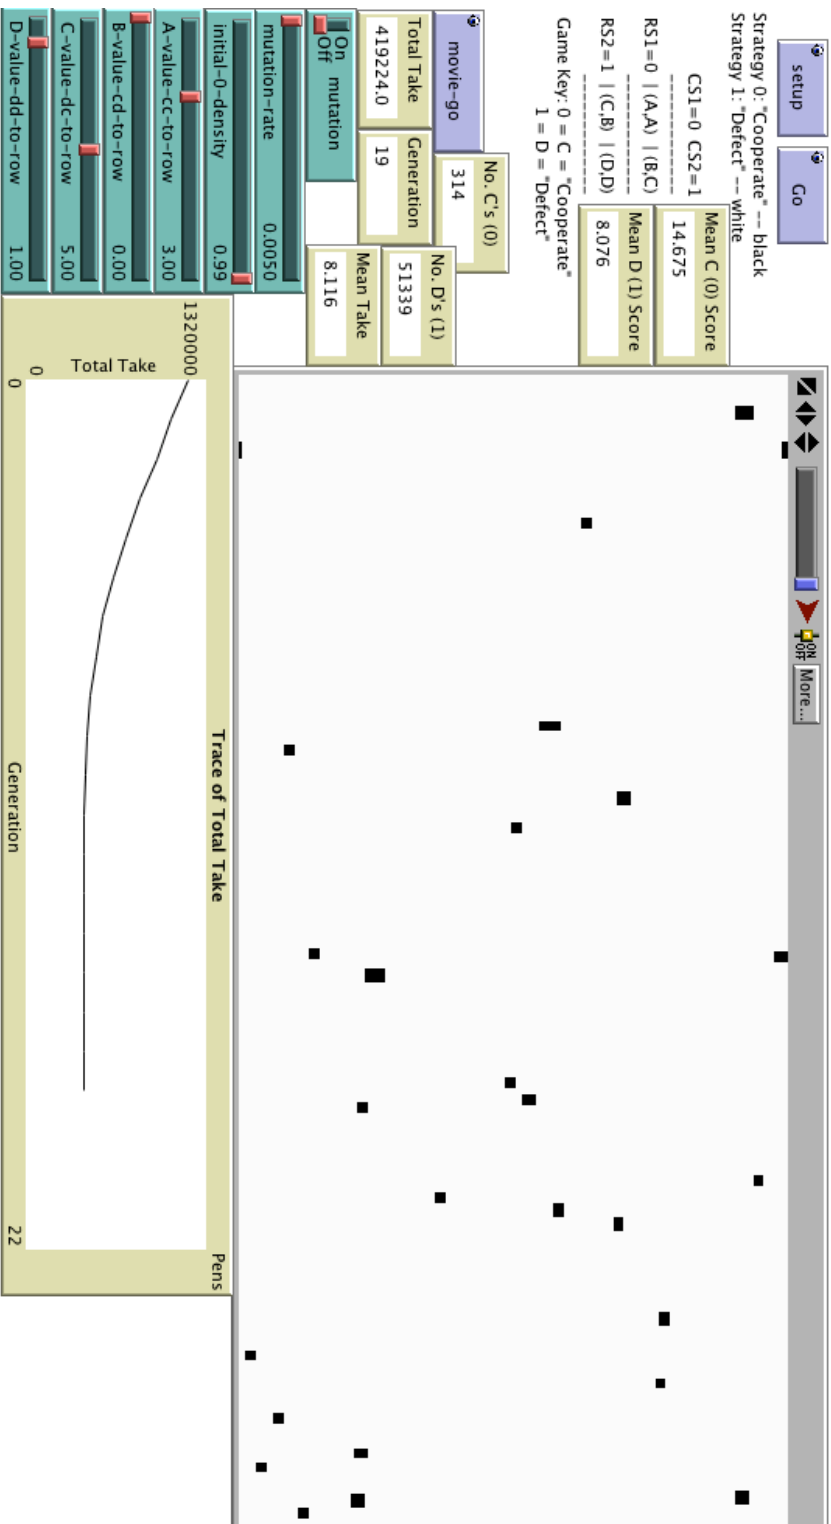 setup
Go
Strategy 0: "Cooperate" -- black
Strategy 1: "Defect" -- white
CS1=0 CS2=1
----------------
RS1=0 | (A,A) | (B,C)
----------------
RS2=1 | (C,B) | (D,D)
----------------
Game Key: 0 = C = "Cooperate"
1 = D = "Defect"
Mean C (0) Score
14.675
Mean D (1) Score
8.076
movie-go
No. C's (0)
314
Total Take
419224.0
Generation
19
No. D's (1)
51339
Mean Take
8.116
On
Off
mutation
mutation-rate 0.0050
initial-0-density 0.99
A-value-cc-to-row 3.00
B-value-cd-to-row 0.00
C-value-dc-to-row 5.00
D-value-dd-to-row 1.00
ON
OFF
More...
Trace of Total Take
Pens
1320000
Total Take
0
0
Generation
22